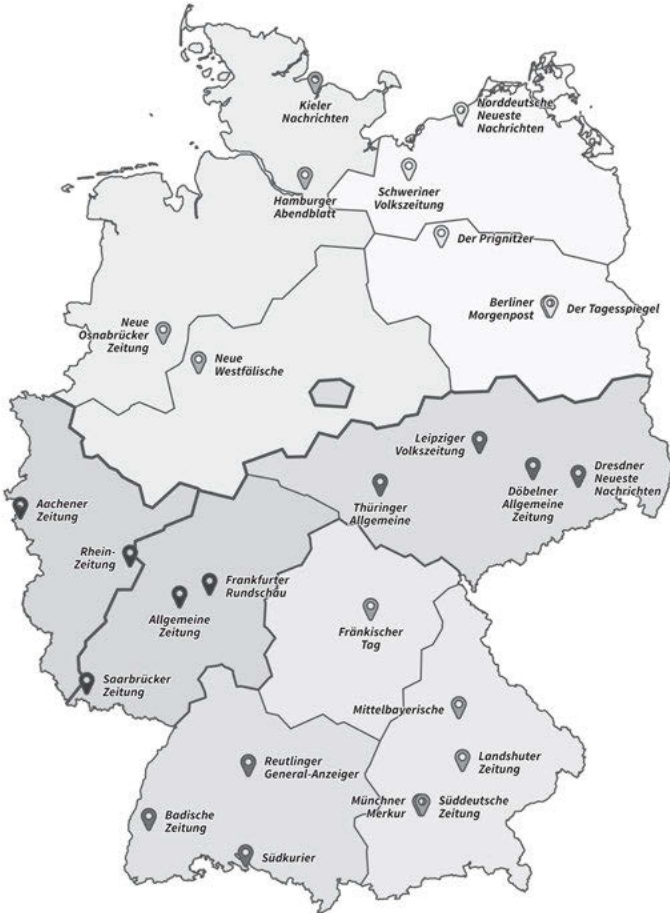 Kieler
Nachrichten
Norddeutsche
Neueste
Nachrichten
Hamburger
Abendblatt
Schweriner
Volkszeitung
Der Prignitzer
Berliner
Morgenpost
Der Tagesspiegel
Neue
Osnabrücker
Zeitung
Neue
Westfälische
Leipziger
Volkszeitung
Thüringer
Allgemeine
Döbelner
Allgemeine
Zeitung
Dresdner
Neueste
Nachrichten
Aachener
Zeitung
Rhein-
Zeitung
Frankfurter
Rundschau
Allgemeine
Zeitung
Fränkischer
Tag
Saarbrücker
Zeitung
Mittelbayerische
Reutlinger
General-Anzeiger
Landshuter
Zeitung
Badische
Zeitung
Münchner
Merkur
Süddeutsche
Zeitung
Südkurier